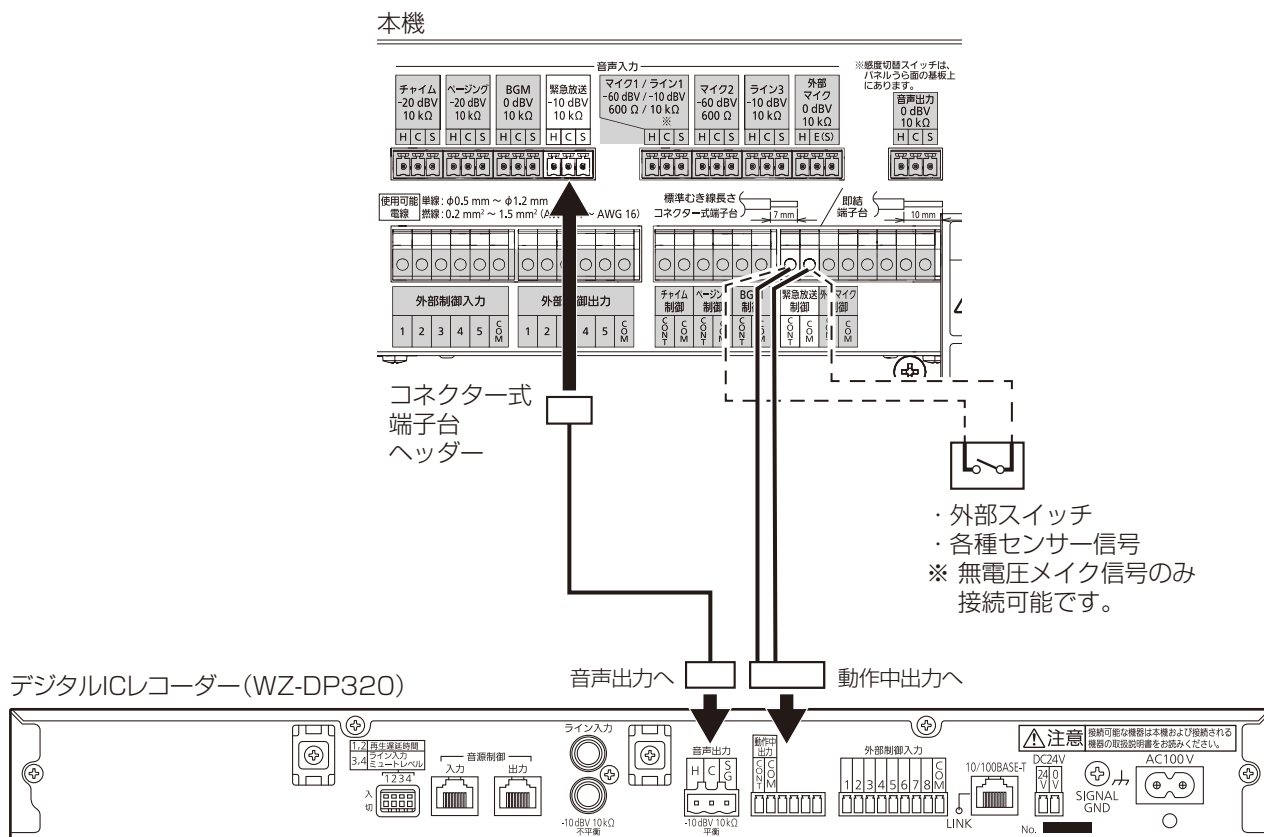 本機
音声入力
※感度切替スイッチは、
パネルうら面の基板上
にあります。
チャイム
-20 dBV
10 kΩ
H C S
ページング
-20 dBV
10 kΩ
H C S
BGM
0 dBV
10 kΩ
H C S
緊急放送
-10 dBV
10 kΩ
H C S
マイク1 / ライン1
-60 dBV / -10 dBV
600 Ω / 10 kΩ
※
H C S
マイク2
-60 dBV
600 Ω
H C S
ライン3
-10 dBV
10 kΩ
H C S
外部
マイク
0 dBV
10 kΩ
H E(S)
音声出力
0 dBV
10 kΩ
H C S
使用可能
電線
単線：φ0.5 mm ～ φ1.2 mm
撚線：0.2 mm² ～ 1.5 mm² (AW ～ AWG 16)
標準むき線長さ
コネクター式端子台
7 mm
即結
端子台
10 mm
外部制御入力
1 2 3 4 5 COM
外部 御出力
1 2 4 5 COM
チャイム
制御
CONT COM
ページン
制御
CONT COM
BGM
制御
CONT COM
緊急放送
制御
CONT COM
外 マイク
制御
CONT COM
コネクター式
端子台
ヘッダー
・外部スイッチ
・各種センサー信号
※ 無電圧メイク信号のみ
接続可能です。
音声出力へ
動作中出力へ
デジタルICレコーダー（WZ-DP320）
1,2 再生遅延時間
3,4 ライン入力
ミュートレベル
1 2 3 4
入
切
音源制御
入力
出力
ライン入力
-10 dBV 10 kΩ
不平衡
音声出力
H C SG
-10 dBV 10 kΩ
平衡
動作中
出力
CONT COM
外部制御入力
1 2 3 4 5 6 7 8 COM
LINK
10/100BASE-T
注意
接続可能な機器は本機および接続される
機器の取扱説明書をお読みください。
DC24V
24V 0V
SIGNAL
GND
AC100 V
No.